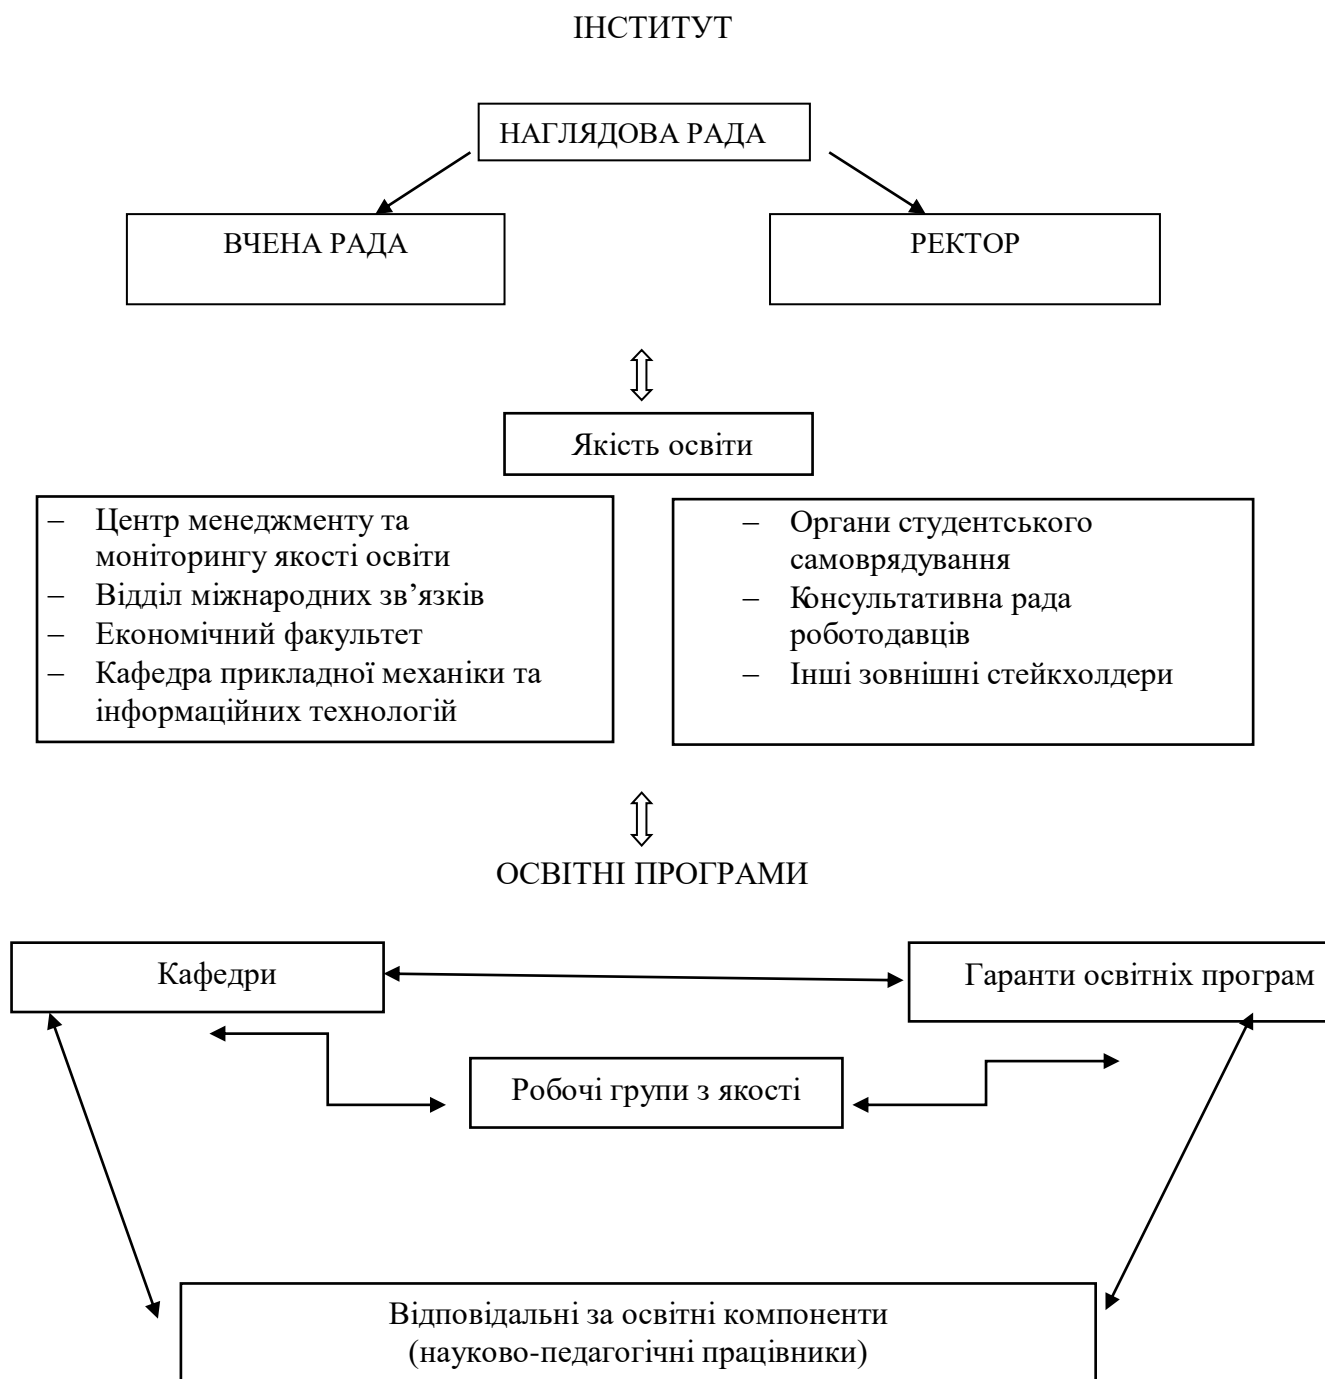 ІНСТИТУТ
НАГЛЯДОВА РАДА
ВЧЕНА РАДА
РЕКТОР
Якість освіти
– Центр менеджменту та
моніторингу якості освіти
– Відділ міжнародних зв’язків
– Економічний факультет
– Кафедра прикладної механіки та
інформаційних технологій
– Органи студентського
самоврядування
– Консультативна рада
роботодавців
– Інші зовнішні стейкхолдери
ОСВІТНІ ПРОГРАМИ
Кафедри
Гаранти освітніх програм
Робочі групи з якості
Відповідальні за освітні компоненти
(науково-педагогічні працівники)